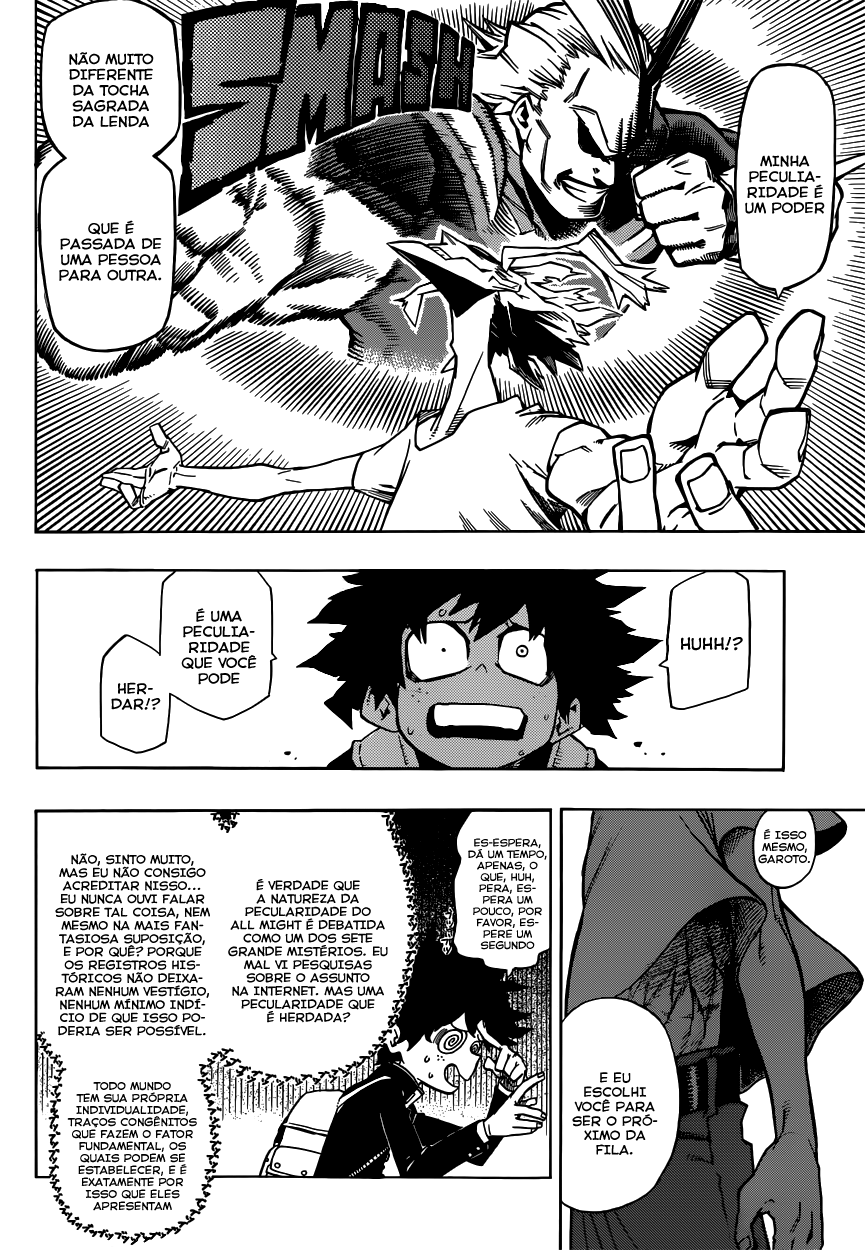 MINHA
PECULIA-
RIDADE É
UM PODER
SMASH
NÃO MUITO
DIFERENTE
DA TOCHA
SAGRADA
DA LENDA
QUE É
PASSADA DE
UMA PESSOA
PARA OUTRA.
HUHH!?
É UMA
PECULIA-
RIDADE
QUE VOCÊ
PODE
HER-
DAR!?
É ISSO
MESMO,
GAROTO.
E EU
ESCOLHI
VOCÊ PARA
SER O PRÓ-
XIMO DA
FILA.
ES-ESPERA,
DÁ UM TEMPO,
APENAS, O
QUE, HUH,
PERA, ES-
PERA UM
POUCO, POR
FAVOR, ES-
PERE UM
SEGUNDO
É VERDADE QUE
A NATUREZA DA
PECULARIDADE DO
ALL MIGHT É DEBATIDA
COMO UM DOS SETE
GRANDE MISTÉRIOS. EU
MAL VI PESQUISAS
SOBRE O ASSUNTO
NA INTERNET. MAS UMA
PECULARIDADE QUE
É HERDADA?
NÃO, SINTO MUITO,
MAS EU NÃO CONSIGO
ACREDITAR NISSO...
EU NUNCA OUVI FALAR
SOBRE TAL COISA, NEM
MESMO NA MAIS FAN-
TASIOSA SUPOSIÇÃO,
E POR QUÊ? PORQUE
OS REGISTROS HIS-
TÓRICOS NÃO DEIXA-
RAM NENHUM VESTÍGIO,
NENHUM MÍNIMO INDÍ-
CIO DE QUE ISSO PO-
DERIA SER POSSÍVEL.
TODO MUNDO
TEM SUA PRÓPRIA
INDIVIDUALIDADE,
TRAÇOS CONGÊNITOS
QUE FAZEM O FATOR
FUNDAMENTAL, OS
QUAIS PODEM SE
ESTABELECER, E É
EXATAMENTE POR
ISSO QUE ELES
APRESENTAM